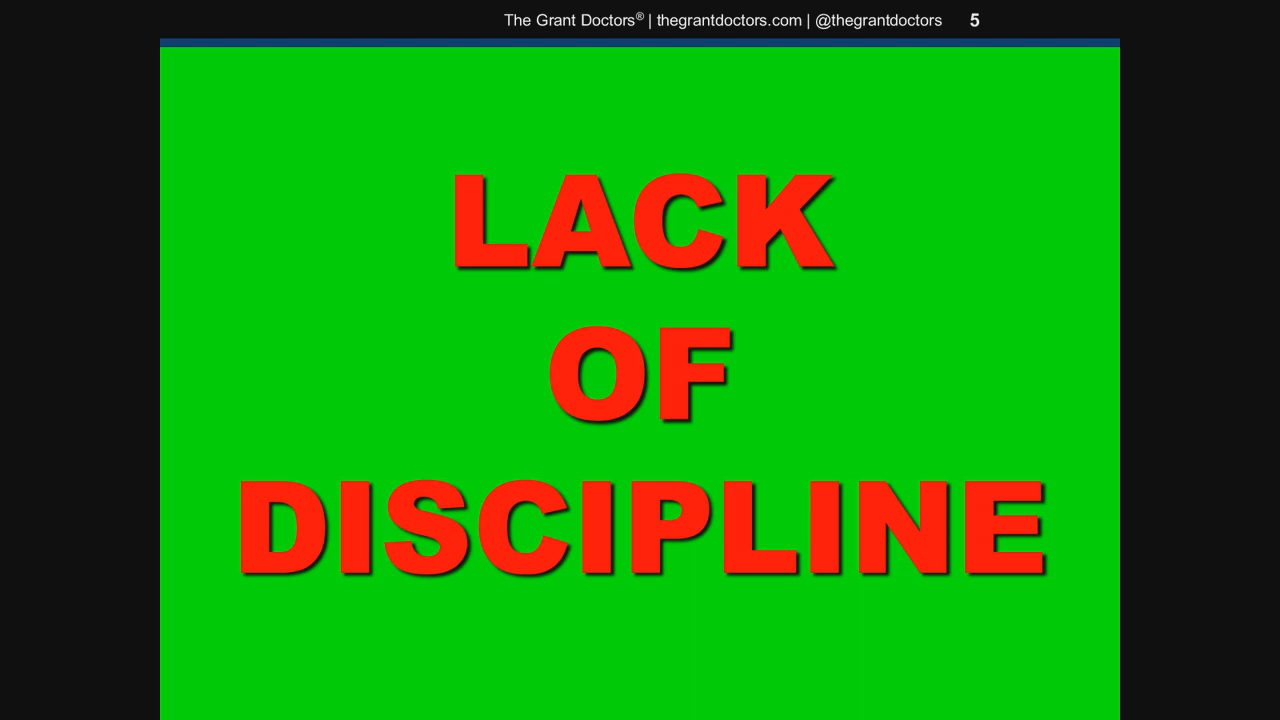 The Grant Doctors® | thegrantdoctors.com | @thegrantdoctors 5
LACK
OF
DISCIPLINE